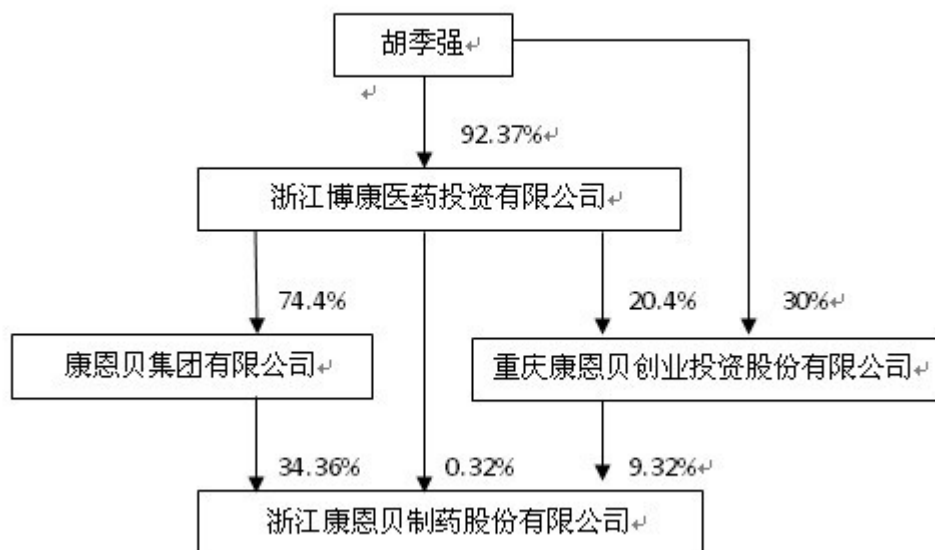 胡季强
92.37%
浙江博康医药投资有限公司
74.4%
20.4%
30%
康恩贝集团有限公司
重庆康恩贝创业投资股份有限公司
34.36%
0.32%
9.32%
浙江康恩贝制药股份有限公司